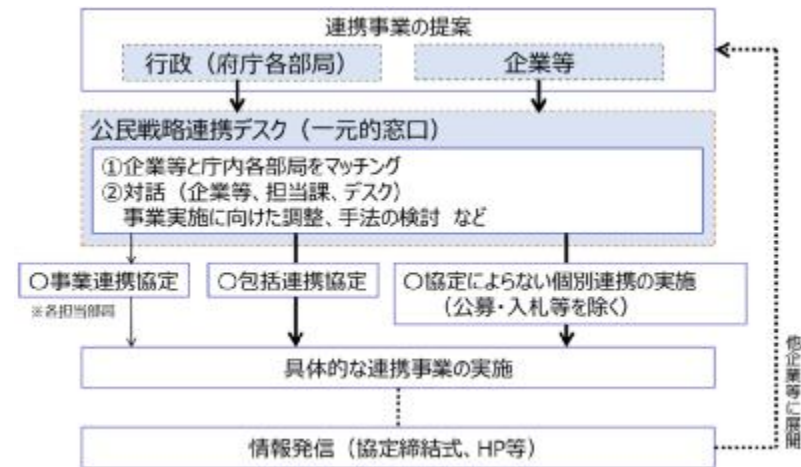 連携事業の提案
行政（府庁各部局）
企業等
公民戦略連携デスク（一元的窓口）
①企業等と庁内各部局をマッチング
②対話（企業等、担当課、デスク）
事業実施に向けた調整、手法の検討 など
〇事業連携協定
※各担当部局
〇包括連携協定
〇協定によらない個別連携の実施
（公募・入札等を除く）
具体的な連携事業の実施
情報発信（協定締結式、HP等）
他企業等に展開